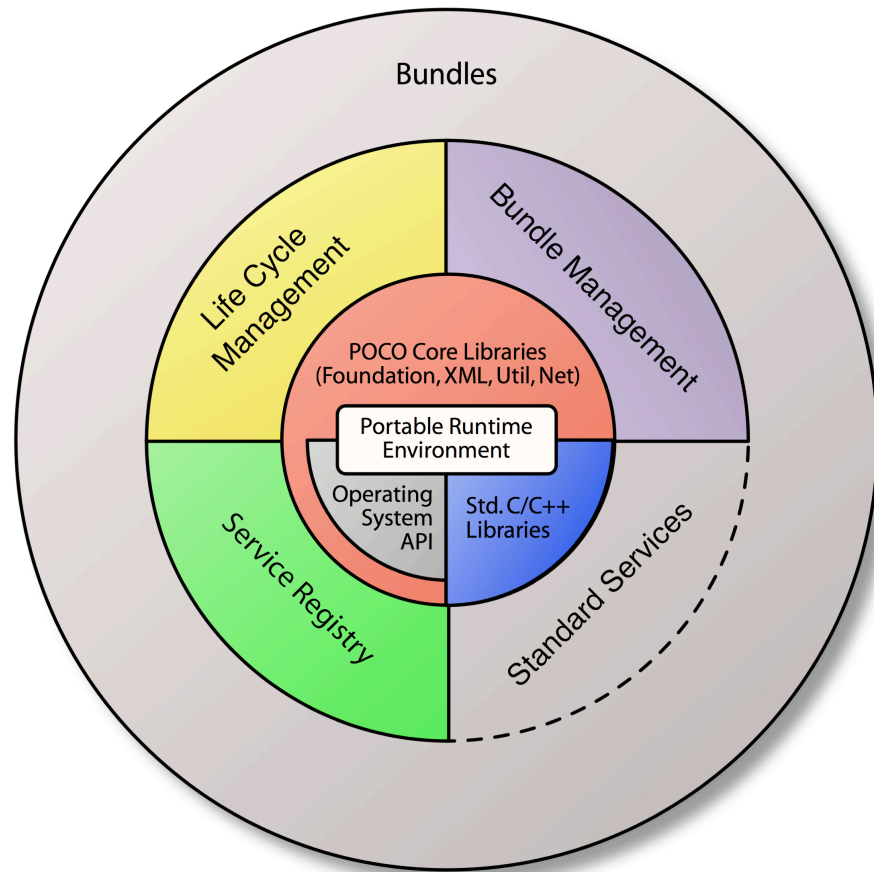 Bundles
Life Cycle
Management
Bundle Management
POCO Core Libraries
(Foundation, XML, Util, Net)
Portable Runtime
Environment
Operating
System
API
Std. C/C++
Libraries
Service Registry
Standard Services